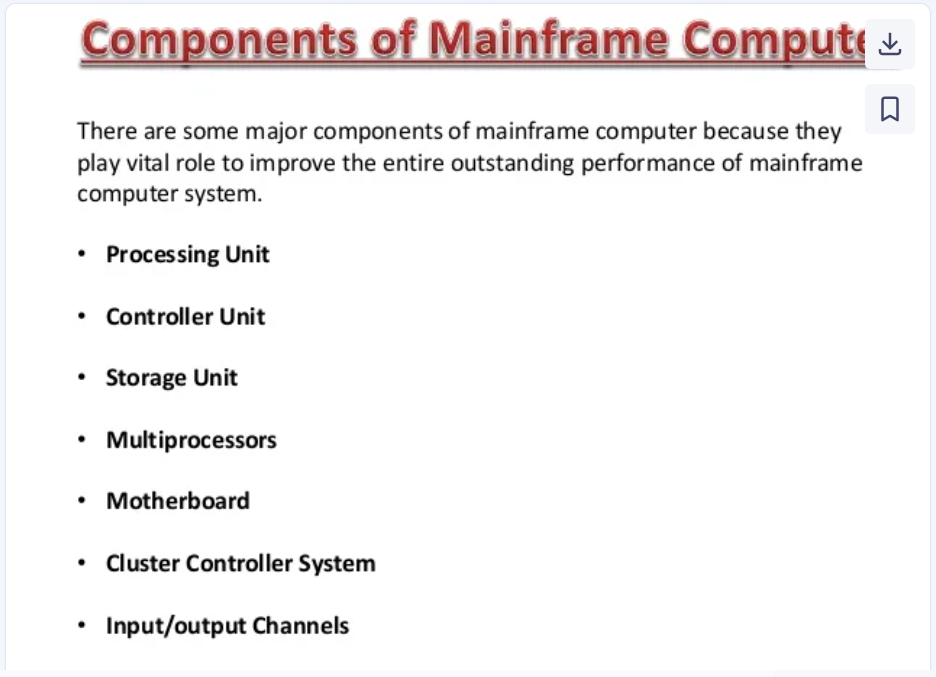 Components of Mainframe Compute
There are some major components of mainframe computer because they
play vital role to improve the entire outstanding performance of mainframe
computer system.
• Processing Unit
• Controller Unit
• Storage Unit
• Multiprocessors
• Motherboard
• Cluster Controller System
• Input/output Channels